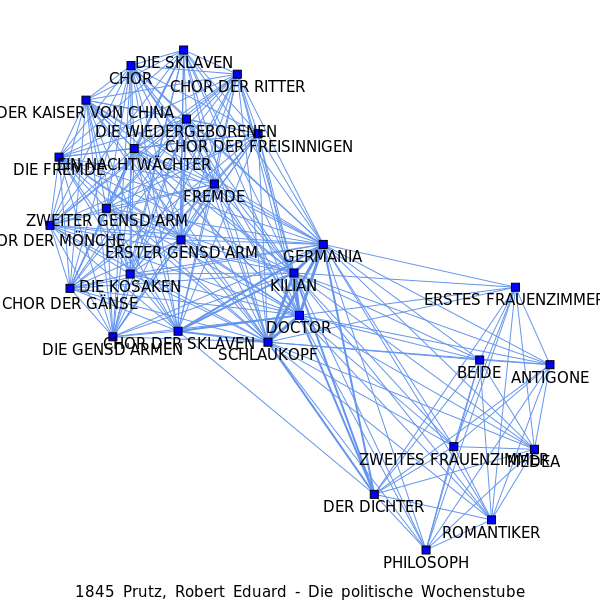 DIE SKLAVEN
CHOR
CHOR DER RITTER
DER KAISER VON CHINA
DIE WIEDERGEBORENEN
CHOR DER FREISINNIGEN
EIN NACHTWÄCHTER
DIE FREMDE
FREMDE
ZWEITER GENSD'ARM
OR DER MÖNCHE
ERSTER GENSD'ARM
GERMANIA
DIE KOSAKEN
KILIAN
CHOR DER GÄNSE
ERSTES FRAUENZIMMER
DOCTOR
CHOR DER SKLAVEN
DIE GENSD'ARMEN
SCHLAUKOPF
BEIDE
ANTIGONE
ZWEITES FRAUENZIMMER
MEDEA
DER DICHTER
ROMANTIKER
PHILOSOPH
1845 Prutz, Robert Eduard - Die politische Wochenstube